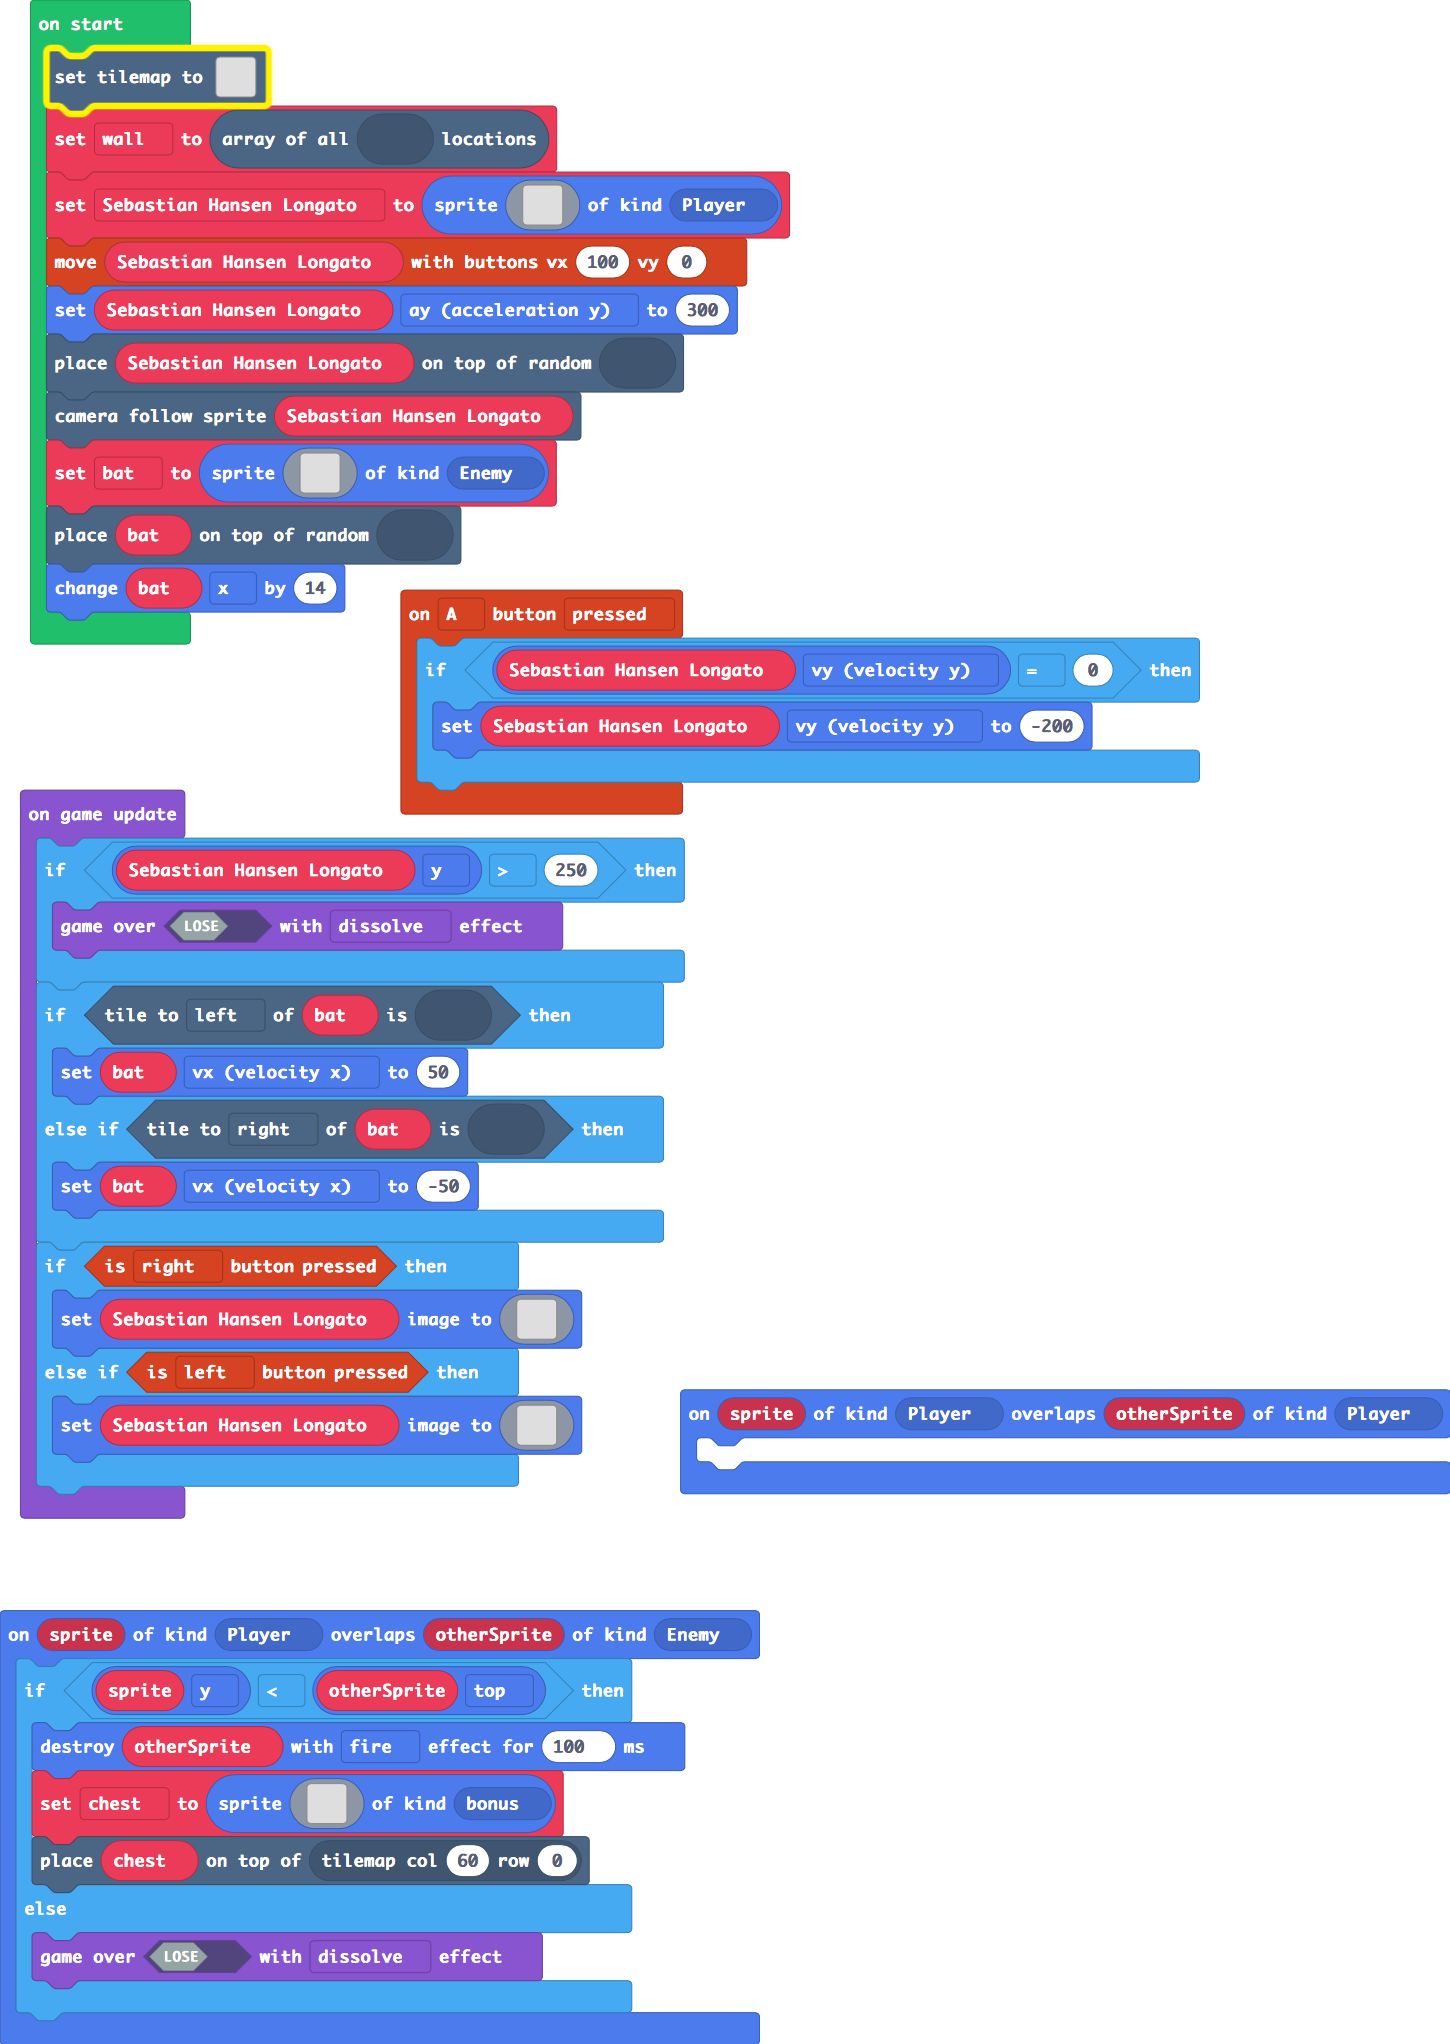 on start
set tilemap to
set wall to array of all locations
set Sebastian Hansen Longato to sprite of kind Player
move Sebastian Hansen Longato with buttons vx 100 vy 0
set Sebastian Hansen Longato ay (acceleration y) to 300
place Sebastian Hansen Longato on top of random
camera follow sprite Sebastian Hansen Longato
set bat to sprite of kind Enemy
place bat on top of random
change bat x by 14
on A button pressed
if Sebastian Hansen Longato vy (velocity y) = 0 then
set Sebastian Hansen Longato vy (velocity y) to -200
on game update
if Sebastian Hansen Longato y > 250 then
game over LOSE with dissolve effect
if tile to left of bat is then
set bat vx (velocity x) to 50
else if tile to right of bat is then
set bat vx (velocity x) to -50
if is right button pressed then
set Sebastian Hansen Longato image to
else if is left button pressed then
set Sebastian Hansen Longato image to
on sprite of kind Player overlaps otherSprite of kind Player
on sprite of kind Player overlaps otherSprite of kind Enemy
if sprite y < otherSprite top then
destroy otherSprite with fire effect for 100 ms
set chest to sprite of kind bonus
place chest on top of tilemap col 60 row 0
else
game over LOSE with dissolve effect